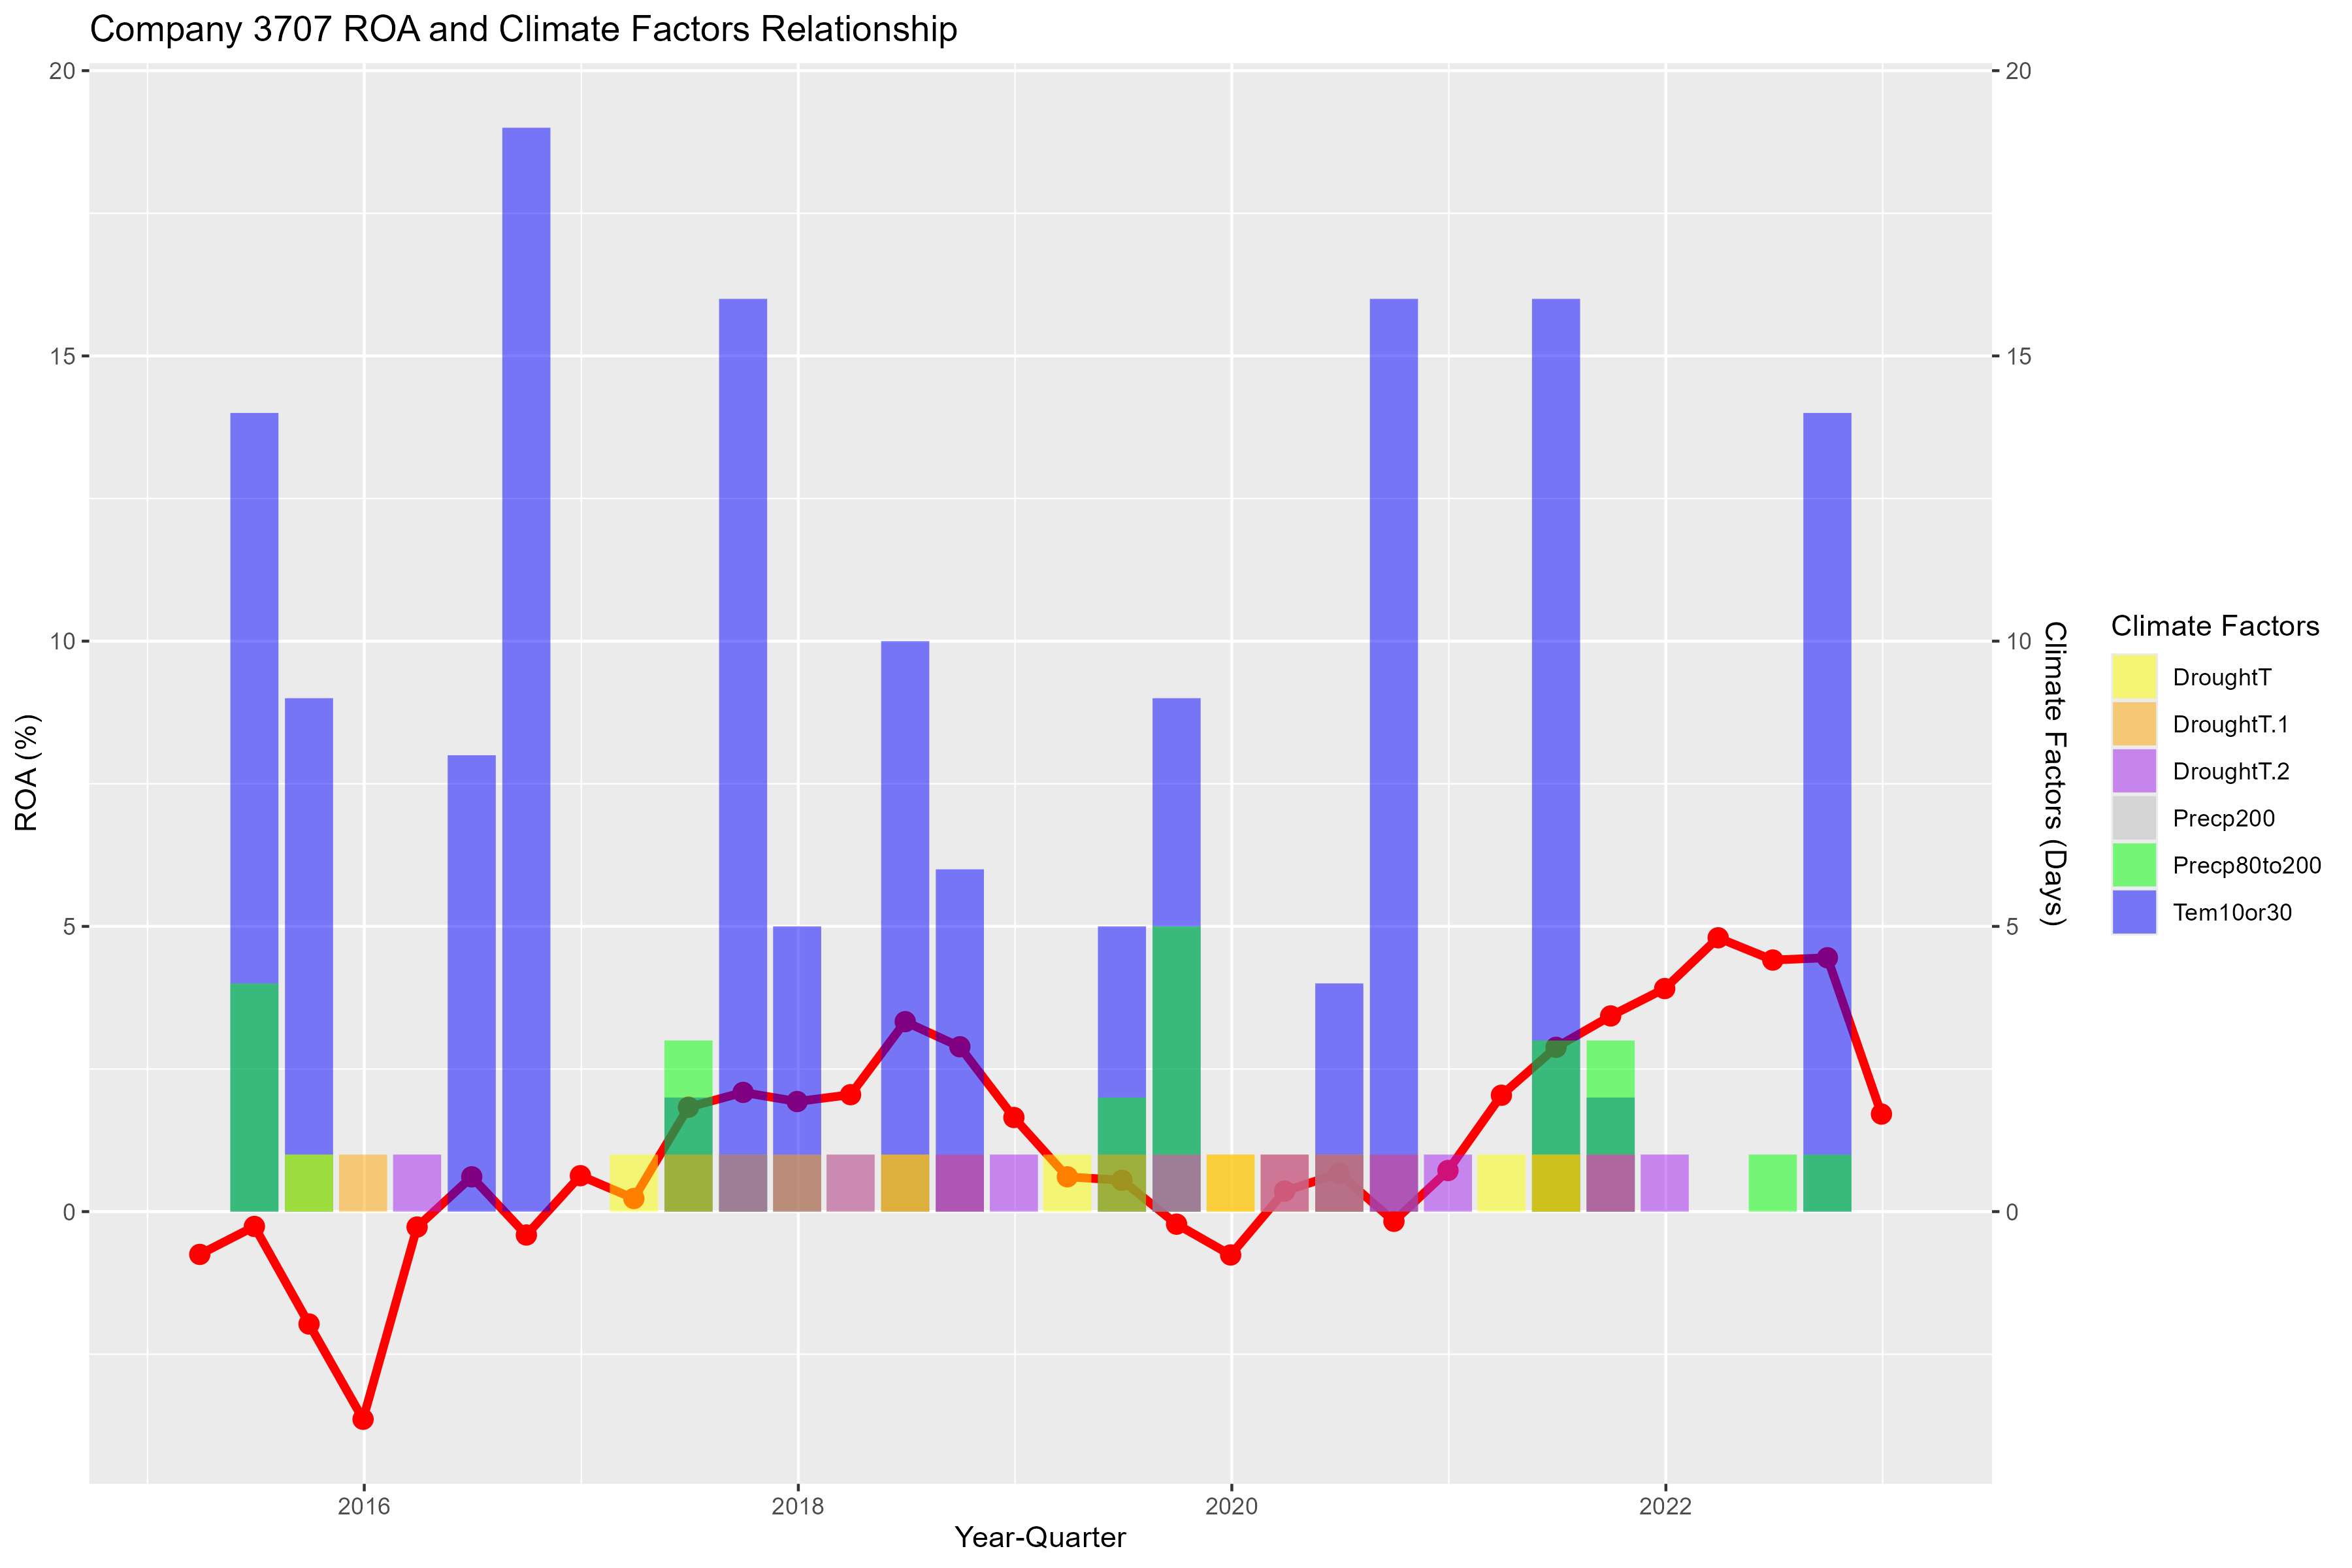 Company 3707 ROA and Climate Factors Relationship
20
15
10
5
0
ROA (%)
20
15
10
5
0
Climate Factors (Days)
2016
2018
2020
2022
Year-Quarter
Climate Factors
DroughtT
DroughtT.1
DroughtT.2
Precp200
Precp80to200
Tem10or30